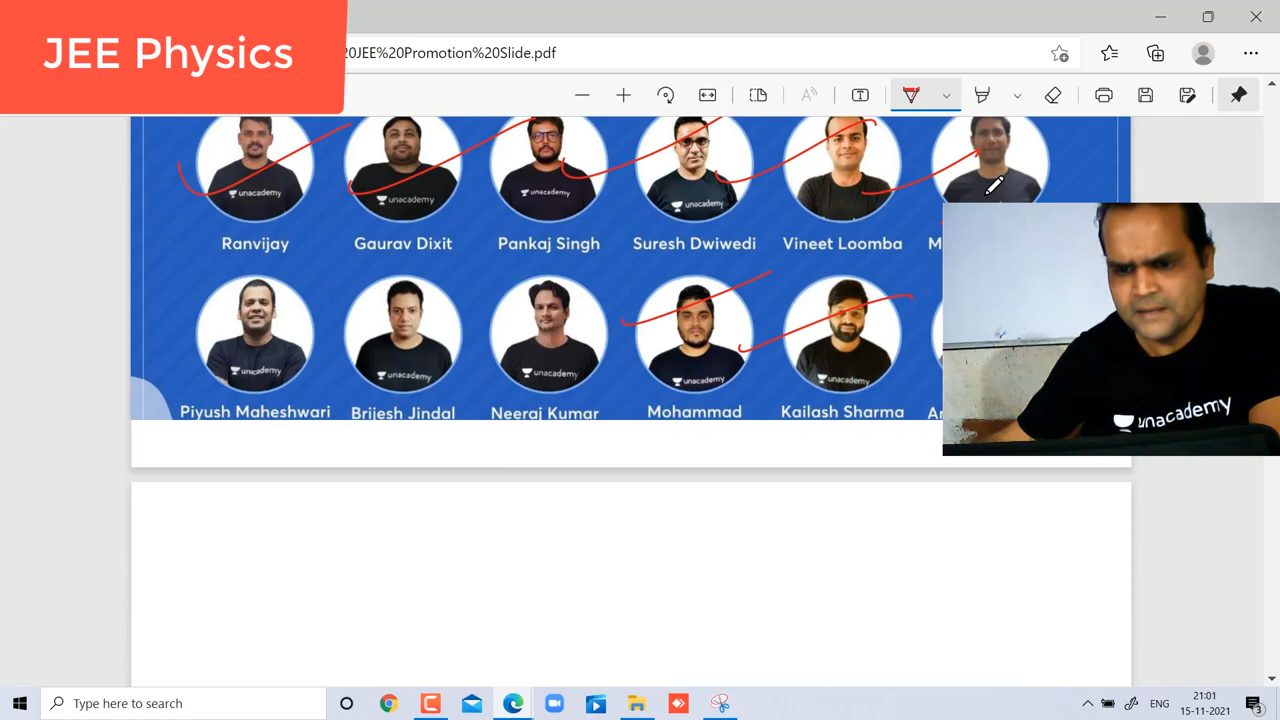 JEE Physics
20JEE%20Promotion%20Slide.pdf
unacademy
unacademy
unacademy
unacademy
Ranvijay
Gaurav Dixit
Pankaj Singh
Suresh Dwiwedi
Vineet Loomba
unacademy
unacademy
unacademy
unacademy
unacademy
unacademy
Piyush Maheshwari
Brijesh Jindal
Neeraj Kumar
Mohammad
Kailash Sharma
Type here to search
ENG
21:01
15-11-2021
3